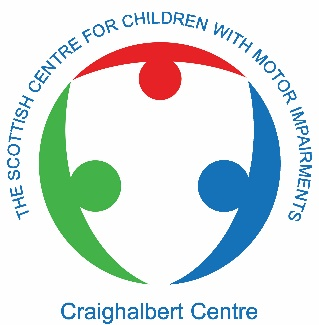 THE SCOTTISH CENTRE FOR CHILDREN WITH MOTOR IMPAIRMENTS
Craighalbert Centre